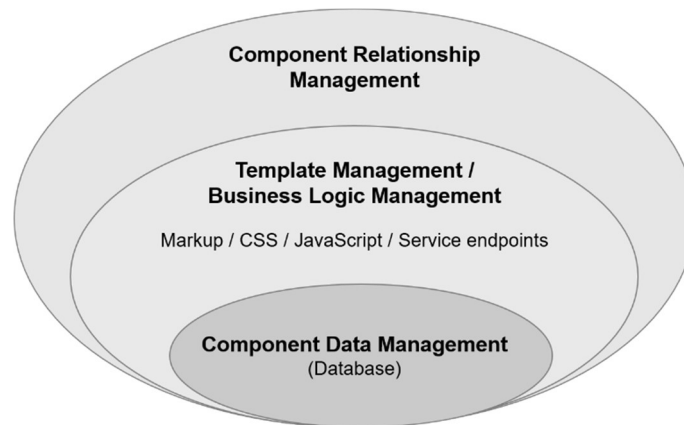 Component Relationship
Management
Template Management /
Business Logic Management
Markup / CSS / JavaScript / Service endpoints
Component Data Management
(Database)